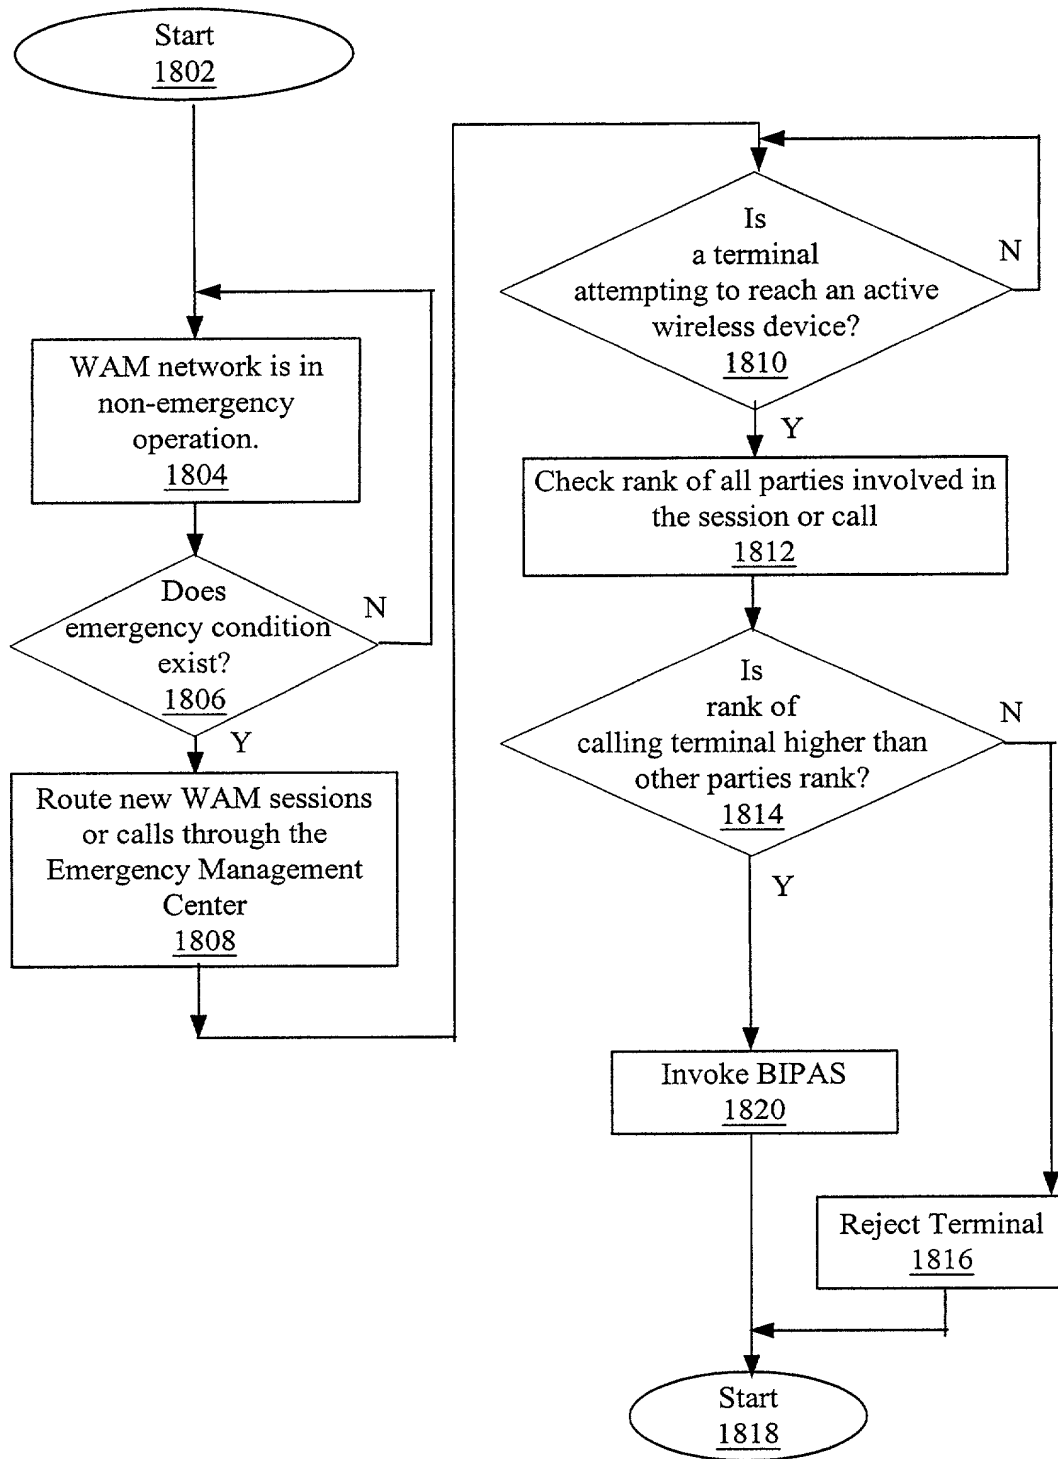 Start
1802
WAM network is in
non-emergency
operation.
1804
Does
emergency condition
exist?
1806
N
Y
Route new WAM sessions
or calls through the
Emergency Management
Center
1808
Is
a terminal
attempting to reach an active
wireless device?
1810
N
Y
Check rank of all parties involved in
the session or call
1812
Is
rank of
calling terminal higher than
other parties rank?
1814
N
Y
Invoke BIPAS
1820
Reject Terminal
1816
Start
1818